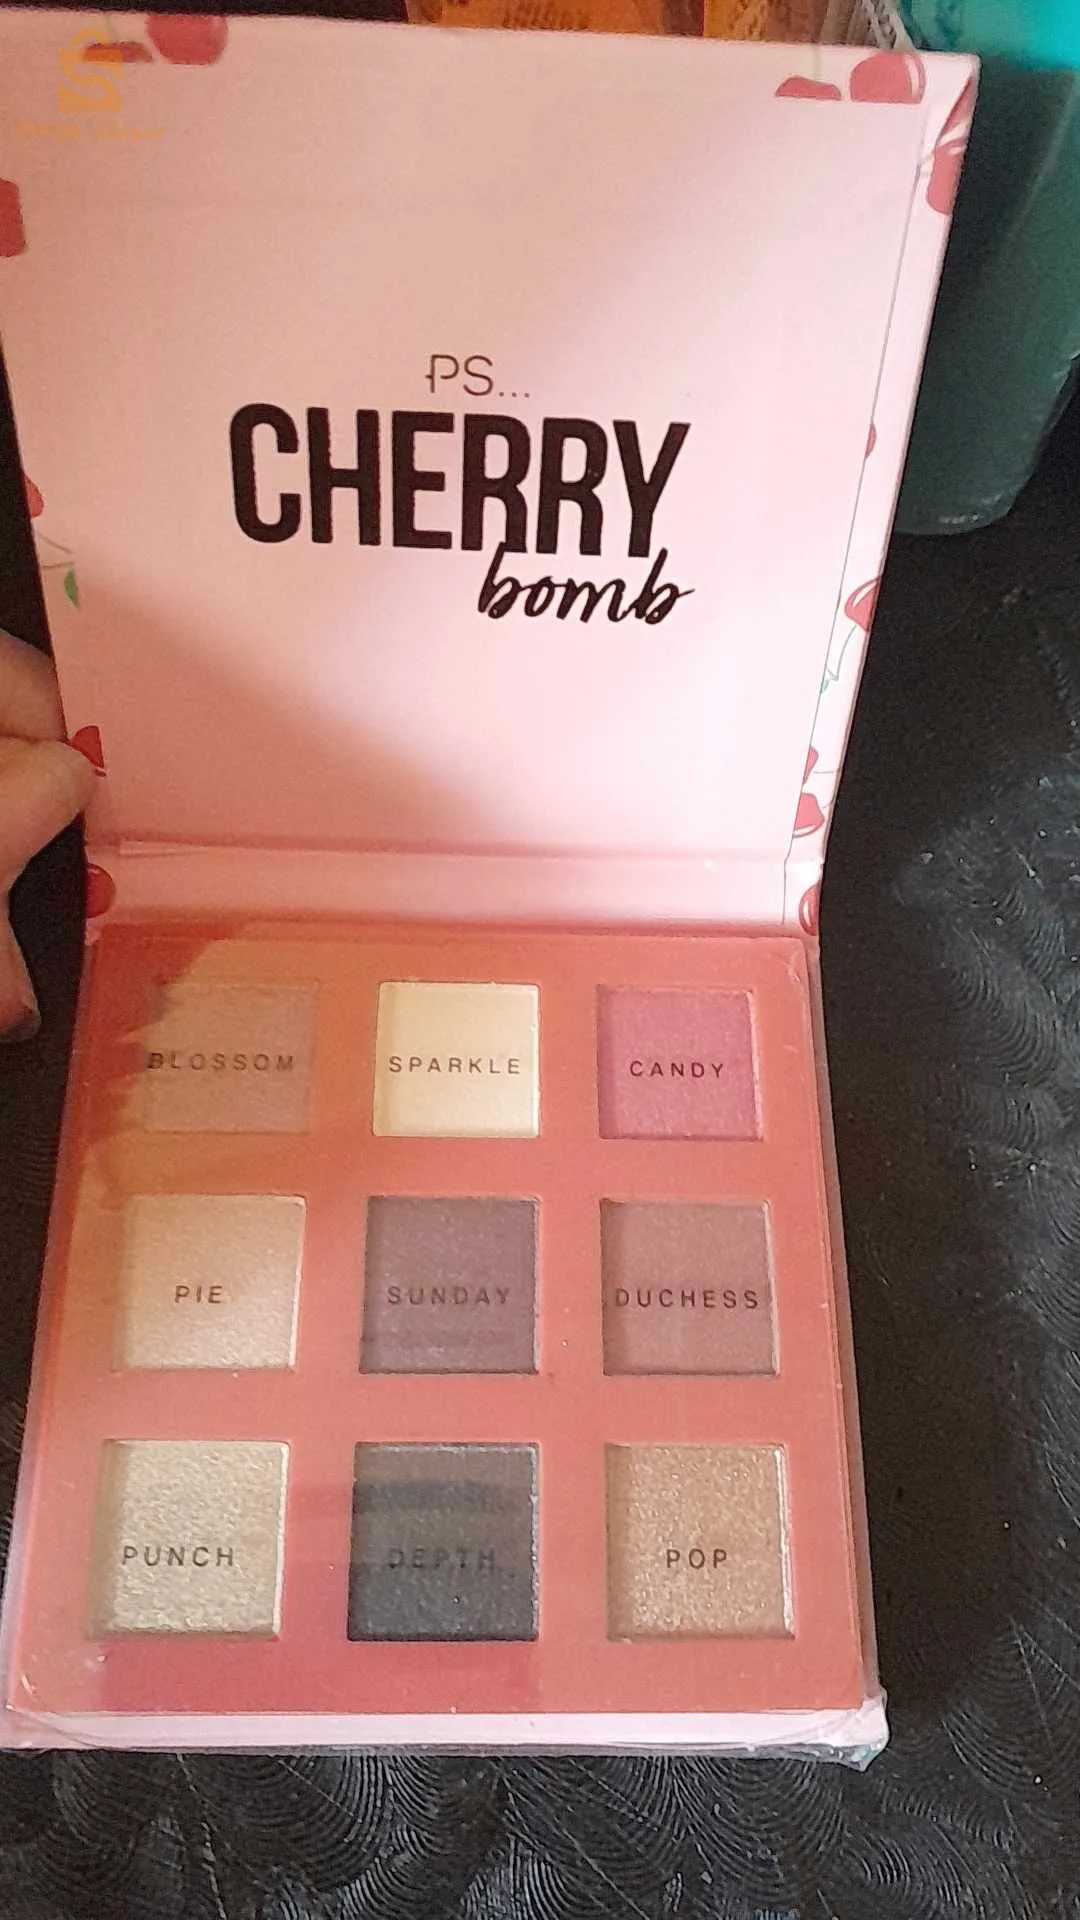 PS...
CHERRY
bomb
BLOSSOM
SPARKLE
CANDY
PIE
SUNDAY
DUCHESS
PUNCH
DEPTH
POP